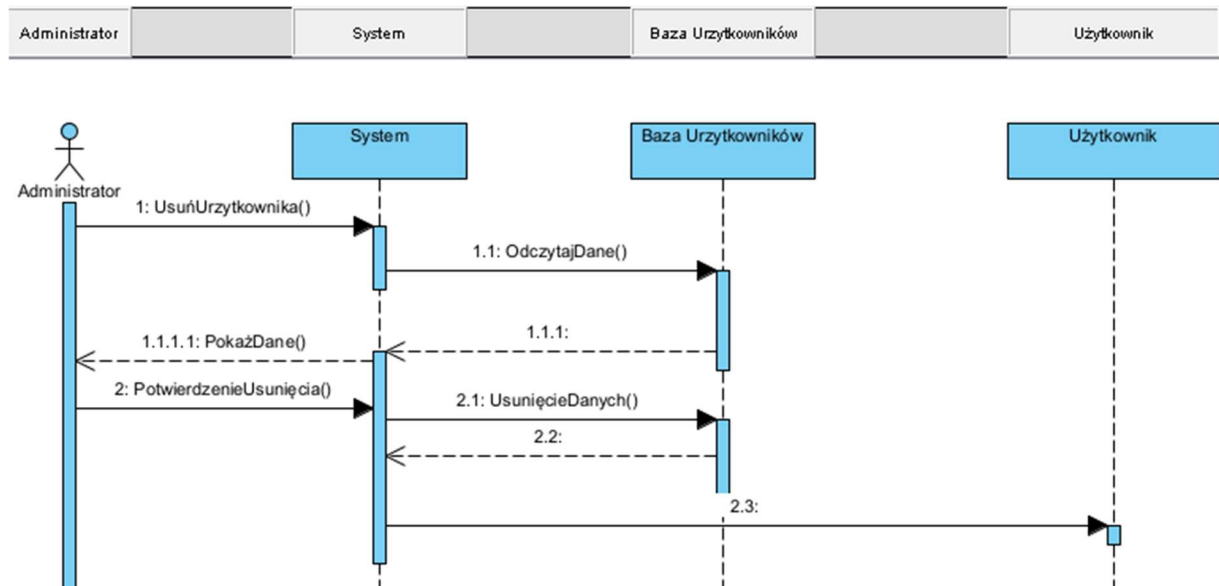 Administrator
System
Baza Urzytkowników
Użytkownik
System
Baza Urzytkowników
Użytkownik
Administrator
1: UsuńUrzytkownika()
1.1: OdczytajDane()
1.1.1:
1.1.1.1: PokażDane()
2: PotwierdzenieUsunięcia()
2.1: UsunięcieDanych()
2.2:
2.3: